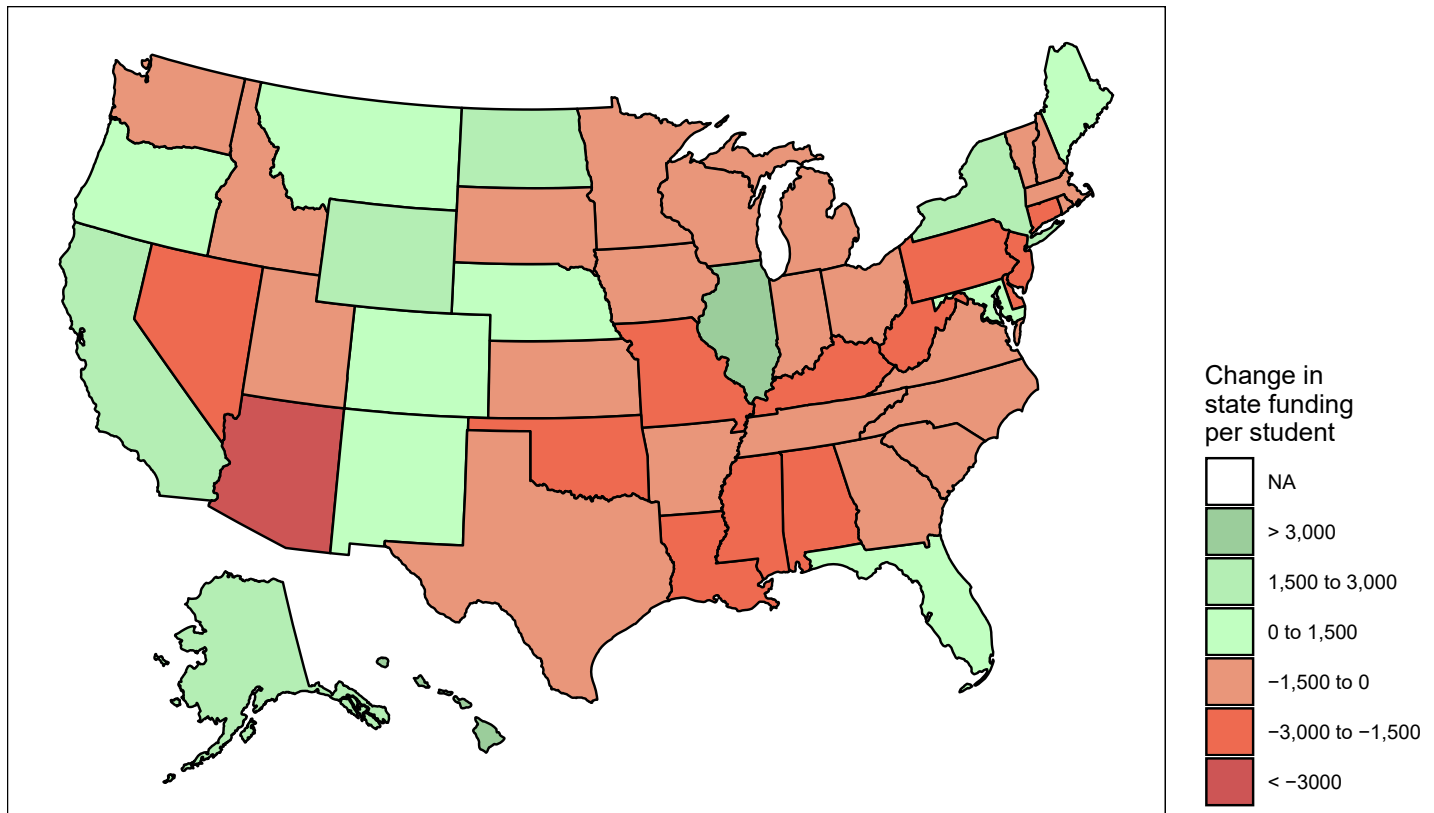 Change in
state funding
per student
NA
> 3,000
1,500 to 3,000
0 to 1,500
−1,500 to 0
−3,000 to −1,500
< −3000